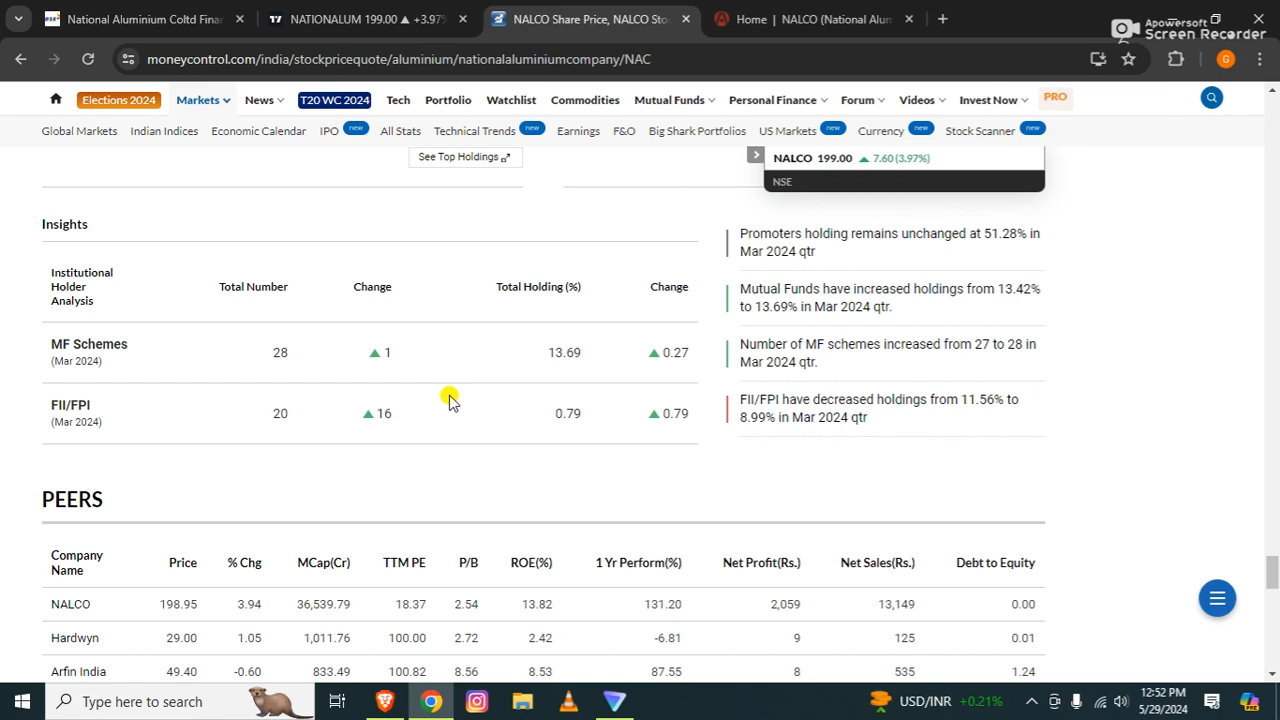 National Aluminium Coltd Finan
NATIONALUM 199.00 ▲ +3.97%
NALCO Share Price, NALCO Stoc
Home | NALCO (National Alum
Apowersoft
Screen Recorder
moneycontrol.com/india/stockpricequote/aluminium/nationalaluminiumcompany/NAC
G
Elections 2024 Markets News T20 WC 2024 Tech Portfolio Watchlist Commodities Mutual Funds Personal Finance Forum Videos Invest Now PRO
Global Markets Indian Indices Economic Calendar IPO new All Stats Technical Trends new Earnings F&O Big Shark Portfolios US Markets new Currency new Stock Scanner new
See Top Holdings
NALCO 199.00 ▲ 7.60 (3.97%)
NSE
Insights
Institutional Holder Analysis Total Number Change Total Holding (%) Change
MF Schemes 28 ▲ 1 13.69 ▲ 0.27
(Mar 2024)
FII/FPI 20 ▲ 16 0.79 ▲ 0.79
(Mar 2024)
Promoters holding remains unchanged at 51.28% in
Mar 2024 qtr
Mutual Funds have increased holdings from 13.42%
to 13.69% in Mar 2024 qtr.
Number of MF schemes increased from 27 to 28 in
Mar 2024 qtr.
FII/FPI have decreased holdings from 11.56% to
8.99% in Mar 2024 qtr
PEERS
Company Name Price % Chg MCap(Cr) TTM PE P/B ROE(%) 1 Yr Perform(%) Net Profit(Rs.) Net Sales(Rs.) Debt to Equity
NALCO 198.95 3.94 36,539.79 18.37 2.54 13.82 131.20 2,059 13,149 0.00
Hardwyn 29.00 1.05 1,011.76 100.00 2.72 2.42 -6.81 9 125 0.01
Arfin India 49.40 -0.60 833.49 100.82 8.56 8.53 87.55 8 535 1.24
Type here to search
USD/INR +0.21%
12:52 PM
5/29/2024